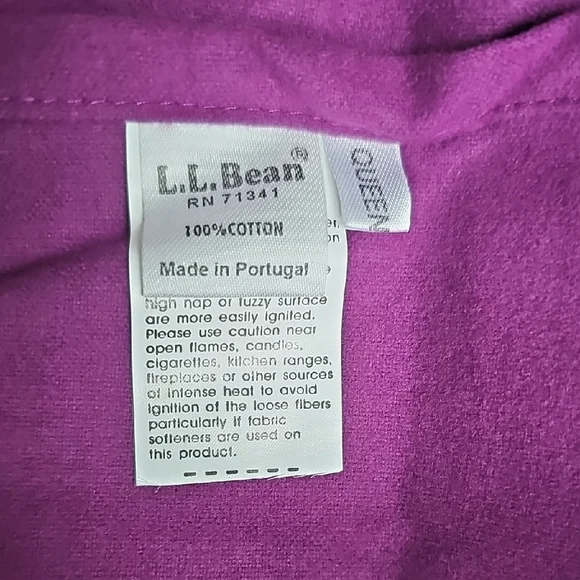 L.L.Bean®
QUEEN
RN 71341
100%COTTON
Made in Portugal
high nap or fuzzy surface
are more easily ignited.
Please use caution near
open flames, candles,
cigarettes, kitchen ranges,
fireplaces or other sources
of intense heat to avoid
ignition of the loose fibers
particularly if fabric
softeners are used on
this product.